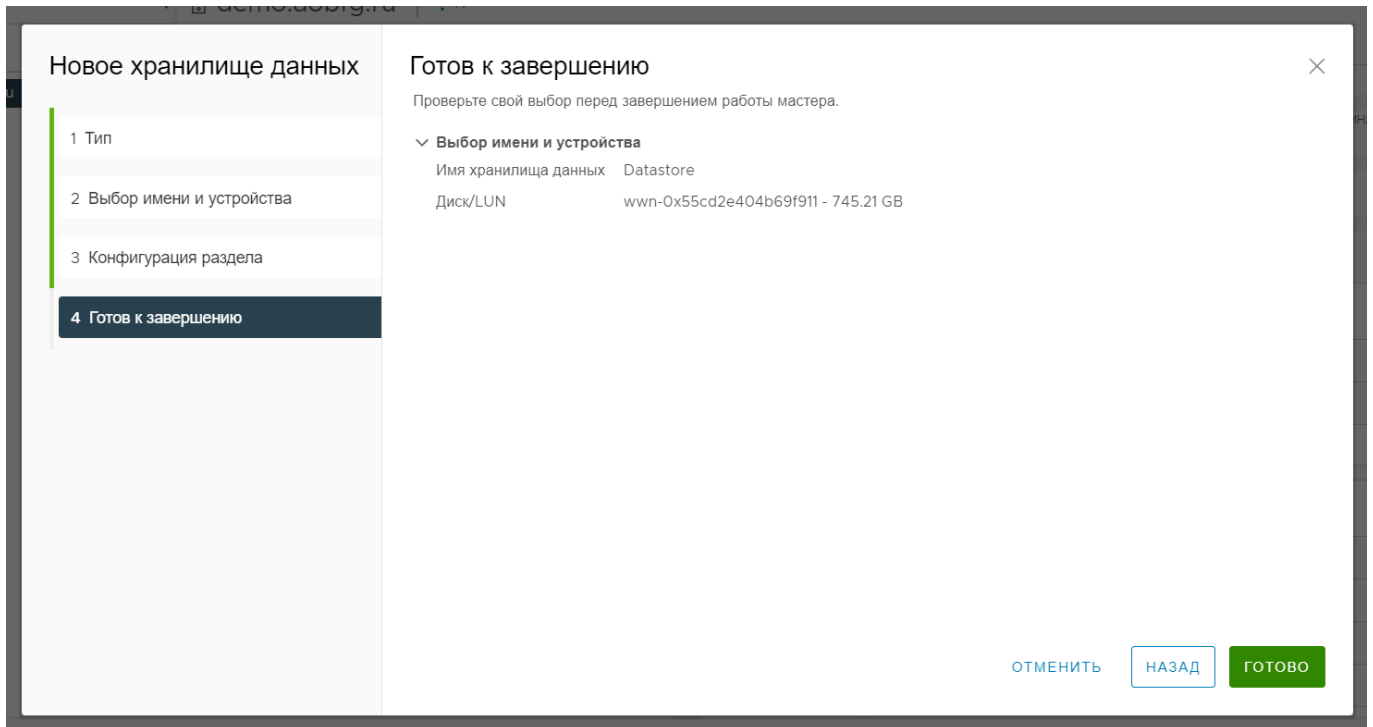 Новое хранилище данных
1 Тип
2 Выбор имени и устройства
3 Конфигурация раздела
4 Готов к завершению
Готов к завершению
Проверьте свой выбор перед завершением работы мастера.
Выбор имени и устройства
Имя хранилища данных Datastore
Диск/LUN wwn-0x55cd2e404b69f911 - 745.21 GB
ОТМЕНИТЬ НАЗАД ГОТОВО